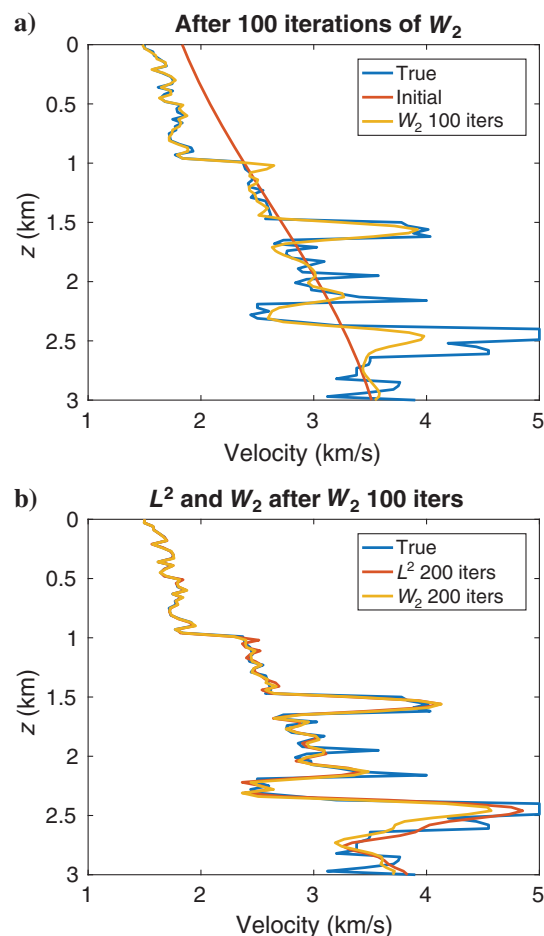 a)
After 100 iterations of W₂
0
0.5
1
1.5
2
2.5
3
z (km)
True
Initial
W₂ 100 iters
1
2
3
4
5
Velocity (km/s)
b)
L² and W₂ after W₂ 100 iters
0
0.5
1
1.5
2
2.5
3
z (km)
True
L² 200 iters
W₂ 200 iters
1
2
3
4
5
Velocity (km/s)